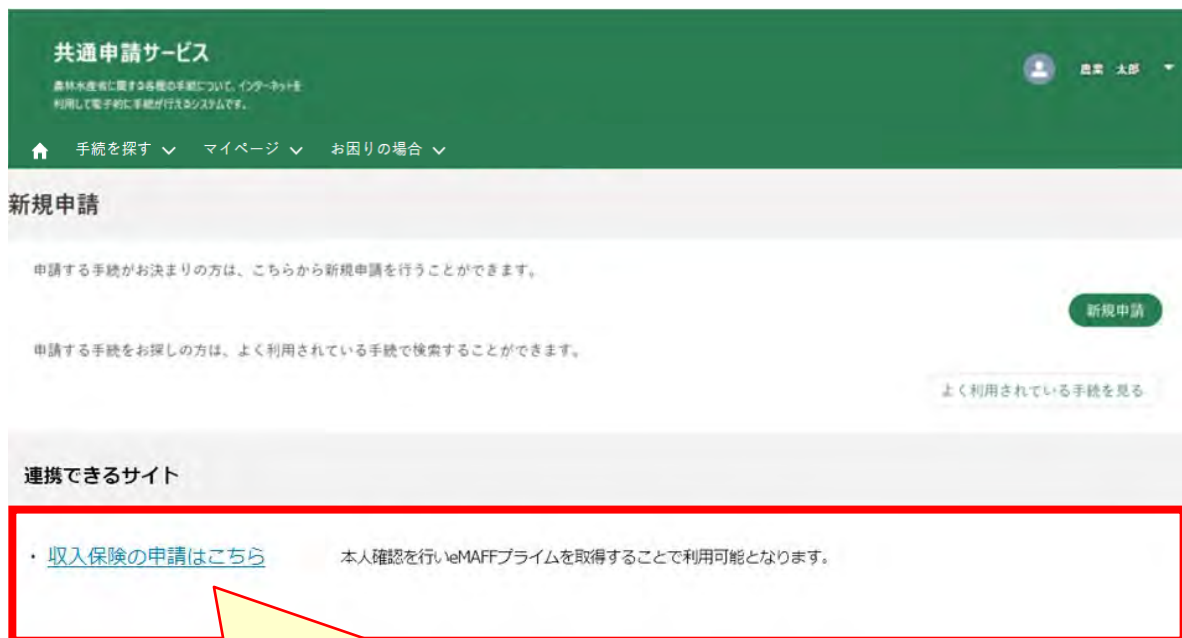 共通申請サービス
農林水産省に関する各種の手続について、インターネットを
利用して電子的に手続が行えるシステムです。
農業 太郎
手続を探す マイページ お困りの場合
新規申請
申請する手続がお決まりの方は、こちらから新規申請を行うことができます。
新規申請
申請する手続をお探しの方は、よく利用されている手続で検索することができます。
よく利用されている手続を見る
連携できるサイト
・収入保険の申請はこちら 本人確認を行いeMAFFプライムを取得することで利用可能となります。